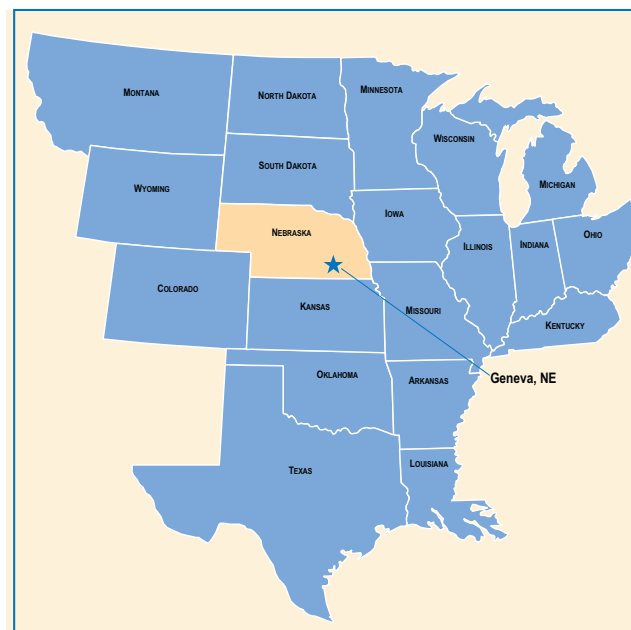 MONTANA
NORTH DAKOTA
MINNESOTA
WISCONSIN
SOUTH DAKOTA
MICHIGAN
WYOMING
IOWA
NEBRASKA
OHIO
ILLINOIS
INDIANA
COLORADO
KANSAS
MISSOURI
KENTUCKY
OKLAHOMA
ARKANSAS
Geneva, NE
LOUISIANA
TEXAS